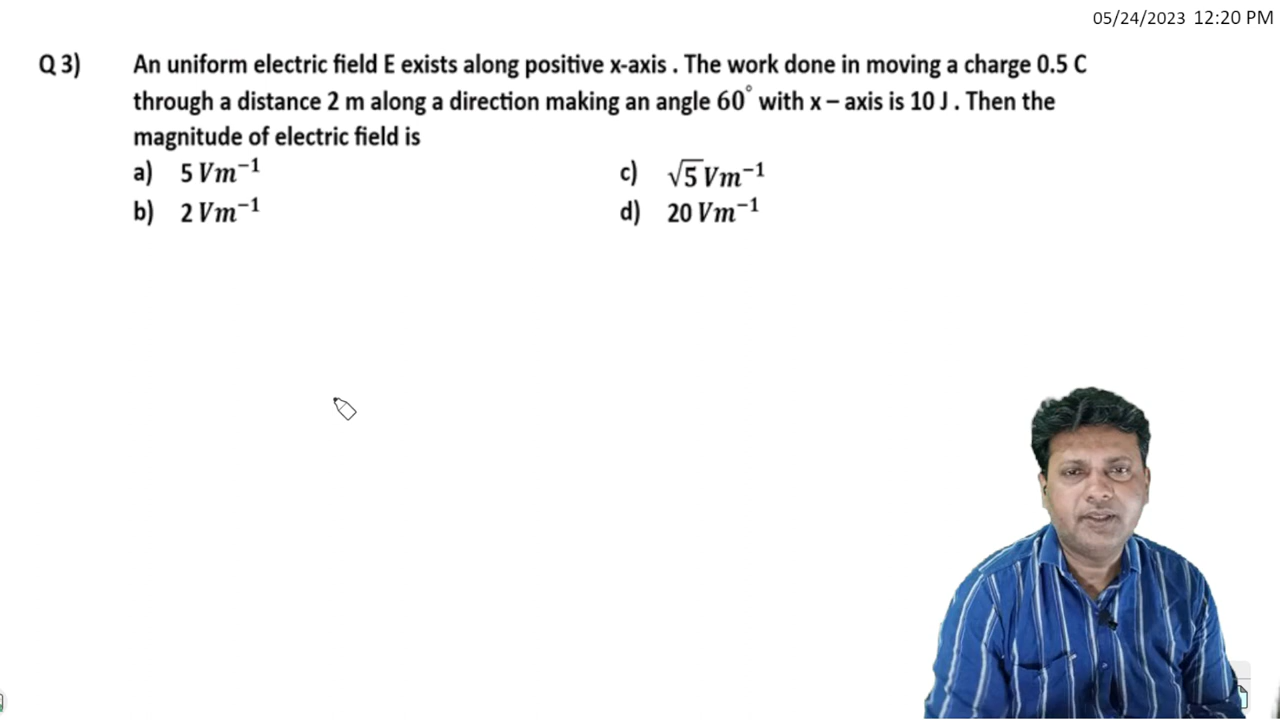 05/24/2023 12:20 PM
Q 3) An uniform electric field E exists along positive x-axis . The work done in moving a charge 0.5 C
through a distance 2 m along a direction making an angle 60° with x – axis is 10 J . Then the
magnitude of electric field is
a) 5 Vm⁻¹ c) √5 Vm⁻¹
b) 2 Vm⁻¹ d) 20 Vm⁻¹